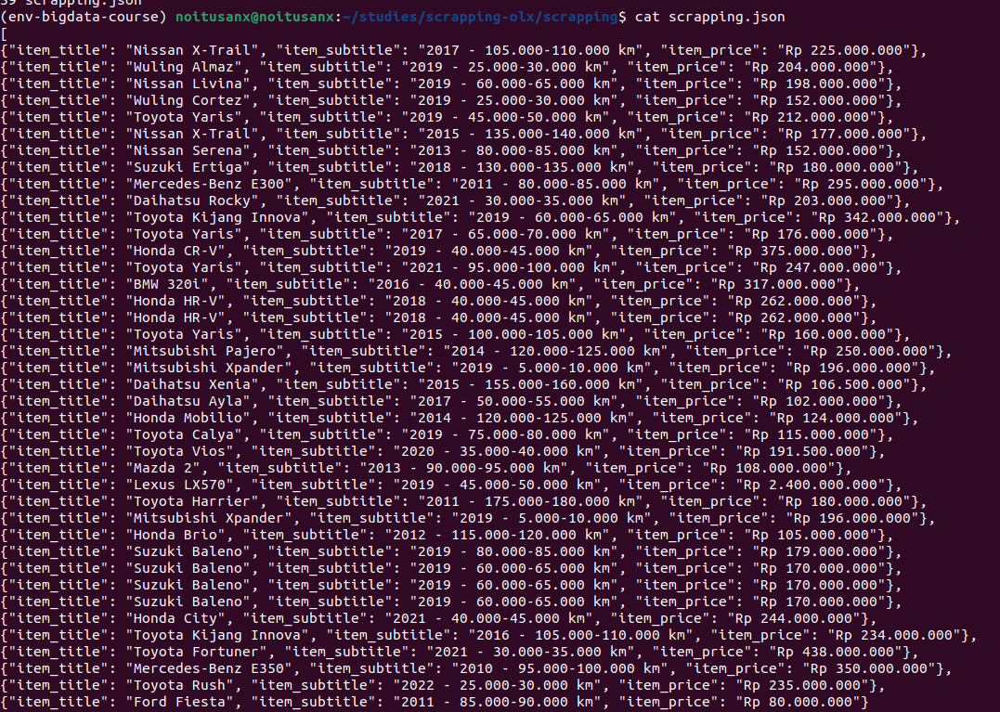 39 scrapping.json
(env-bigdata-course) noitusanx@noitusanx:~/studies/scrapping-olx/scrapping$ cat scrapping.json
[
{"item_title": "Nissan X-Trail", "item_subtitle": "2017 - 105.000-110.000 km", "item_price": "Rp 225.000.000"},
{"item_title": "Wuling Almaz", "item_subtitle": "2019 - 25.000-30.000 km", "item_price": "Rp 204.000.000"},
{"item_title": "Nissan Livina", "item_subtitle": "2019 - 60.000-65.000 km", "item_price": "Rp 198.000.000"},
{"item_title": "Wuling Cortez", "item_subtitle": "2019 - 25.000-30.000 km", "item_price": "Rp 152.000.000"},
{"item_title": "Toyota Yaris", "item_subtitle": "2019 - 45.000-50.000 km", "item_price": "Rp 212.000.000"},
{"item_title": "Nissan X-Trail", "item_subtitle": "2015 - 135.000-140.000 km", "item_price": "Rp 177.000.000"},
{"item_title": "Nissan Serena", "item_subtitle": "2013 - 80.000-85.000 km", "item_price": "Rp 152.000.000"},
{"item_title": "Suzuki Ertiga", "item_subtitle": "2018 - 130.000-135.000 km", "item_price": "Rp 180.000.000"},
{"item_title": "Mercedes-Benz E300", "item_subtitle": "2011 - 80.000-85.000 km", "item_price": "Rp 295.000.000"},
{"item_title": "Daihatsu Rocky", "item_subtitle": "2021 - 30.000-35.000 km", "item_price": "Rp 203.000.000"},
{"item_title": "Toyota Kijang Innova", "item_subtitle": "2019 - 60.000-65.000 km", "item_price": "Rp 342.000.000"},
{"item_title": "Toyota Yaris", "item_subtitle": "2017 - 65.000-70.000 km", "item_price": "Rp 176.000.000"},
{"item_title": "Honda CR-V", "item_subtitle": "2019 - 40.000-45.000 km", "item_price": "Rp 375.000.000"},
{"item_title": "Toyota Yaris", "item_subtitle": "2021 - 95.000-100.000 km", "item_price": "Rp 247.000.000"},
{"item_title": "BMW 320i", "item_subtitle": "2016 - 40.000-45.000 km", "item_price": "Rp 317.000.000"},
{"item_title": "Honda HR-V", "item_subtitle": "2018 - 40.000-45.000 km", "item_price": "Rp 262.000.000"},
{"item_title": "Honda HR-V", "item_subtitle": "2018 - 40.000-45.000 km", "item_price": "Rp 262.000.000"},
{"item_title": "Toyota Yaris", "item_subtitle": "2015 - 100.000-105.000 km", "item_price": "Rp 160.000.000"},
{"item_title": "Mitsubishi Pajero", "item_subtitle": "2014 - 120.000-125.000 km", "item_price": "Rp 250.000.000"},
{"item_title": "Mitsubishi Xpander", "item_subtitle": "2019 - 5.000-10.000 km", "item_price": "Rp 196.000.000"},
{"item_title": "Daihatsu Xenia", "item_subtitle": "2015 - 155.000-160.000 km", "item_price": "Rp 106.500.000"},
{"item_title": "Daihatsu Ayla", "item_subtitle": "2017 - 50.000-55.000 km", "item_price": "Rp 102.000.000"},
{"item_title": "Honda Mobilio", "item_subtitle": "2014 - 120.000-125.000 km", "item_price": "Rp 124.000.000"},
{"item_title": "Toyota Calya", "item_subtitle": "2019 - 75.000-80.000 km", "item_price": "Rp 115.000.000"},
{"item_title": "Toyota Vios", "item_subtitle": "2020 - 35.000-40.000 km", "item_price": "Rp 191.500.000"},
{"item_title": "Mazda 2", "item_subtitle": "2013 - 90.000-95.000 km", "item_price": "Rp 108.000.000"},
{"item_title": "Lexus LX570", "item_subtitle": "2019 - 45.000-50.000 km", "item_price": "Rp 2.400.000.000"},
{"item_title": "Toyota Harrier", "item_subtitle": "2011 - 175.000-180.000 km", "item_price": "Rp 180.000.000"},
{"item_title": "Mitsubishi Xpander", "item_subtitle": "2019 - 5.000-10.000 km", "item_price": "Rp 196.000.000"},
{"item_title": "Honda Brio", "item_subtitle": "2012 - 115.000-120.000 km", "item_price": "Rp 105.000.000"},
{"item_title": "Suzuki Baleno", "item_subtitle": "2019 - 80.000-85.000 km", "item_price": "Rp 179.000.000"},
{"item_title": "Suzuki Baleno", "item_subtitle": "2019 - 60.000-65.000 km", "item_price": "Rp 170.000.000"},
{"item_title": "Suzuki Baleno", "item_subtitle": "2019 - 60.000-65.000 km", "item_price": "Rp 170.000.000"},
{"item_title": "Suzuki Baleno", "item_subtitle": "2019 - 60.000-65.000 km", "item_price": "Rp 170.000.000"},
{"item_title": "Honda City", "item_subtitle": "2021 - 40.000-45.000 km", "item_price": "Rp 244.000.000"},
{"item_title": "Toyota Kijang Innova", "item_subtitle": "2016 - 105.000-110.000 km", "item_price": "Rp 234.000.000"},
{"item_title": "Toyota Fortuner", "item_subtitle": "2021 - 30.000-35.000 km", "item_price": "Rp 438.000.000"},
{"item_title": "Mercedes-Benz E350", "item_subtitle": "2010 - 95.000-100.000 km", "item_price": "Rp 350.000.000"},
{"item_title": "Toyota Rush", "item_subtitle": "2022 - 25.000-30.000 km", "item_price": "Rp 235.000.000"},
{"item_title": "Ford Fiesta", "item_subtitle": "2011 - 85.000-90.000 km", "item_price": "Rp 80.000.000"}